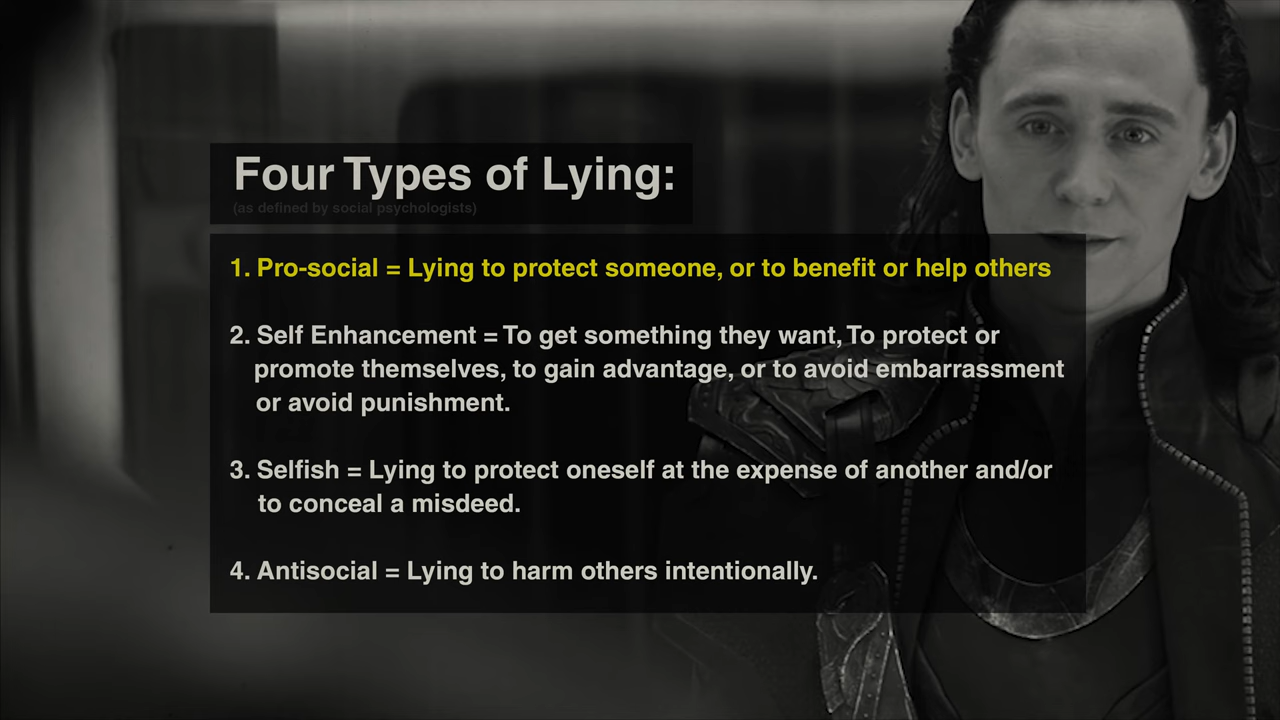 Four Types of Lying:
(as defined by social psychologists)
1. Pro-social = Lying to protect someone, or to benefit or help others
2. Self Enhancement = To get something they want, To protect or
promote themselves, to gain advantage, or to avoid embarrassment
or avoid punishment.
3. Selfish = Lying to protect oneself at the expense of another and/or
to conceal a misdeed.
4. Antisocial = Lying to harm others intentionally.